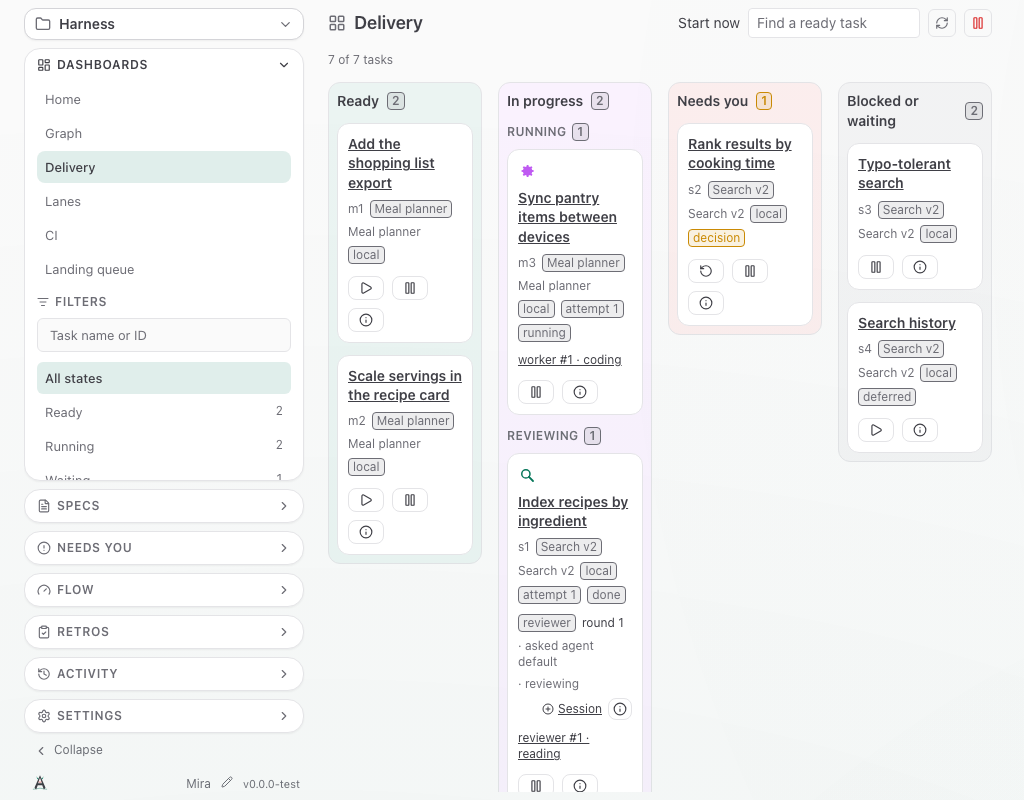 Harness
DASHBOARDS
Home
Graph
Delivery
Lanes
CI
Landing queue
FILTERS
Task name or ID
All states
Ready 2
Running 2
Waiting 1
SPECS
NEEDS YOU
FLOW
RETROS
ACTIVITY
SETTINGS
Collapse
Mira v0.0.0-test
Delivery
Start now Find a ready task
7 of 7 tasks
Ready 2
Add the
shopping list
export
m1 Meal planner
Meal planner
local
Scale servings in
the recipe card
m2 Meal planner
Meal planner
local
In progress 2
RUNNING 1
Sync pantry
items between
devices
m3 Meal planner
Meal planner
local attempt 1
running
worker #1 · coding
REVIEWING 1
Index recipes by
ingredient
s1 Search v2
Search v2 local
attempt 1 done
reviewer round 1
· asked agent
default
· reviewing
Session
reviewer #1 ·
reading
Needs you 1
Rank results by
cooking time
s2 Search v2
Search v2 local
decision
Blocked or
waiting 2
Typo-tolerant
search
s3 Search v2
Search v2 local
Search history
s4 Search v2
Search v2 local
deferred